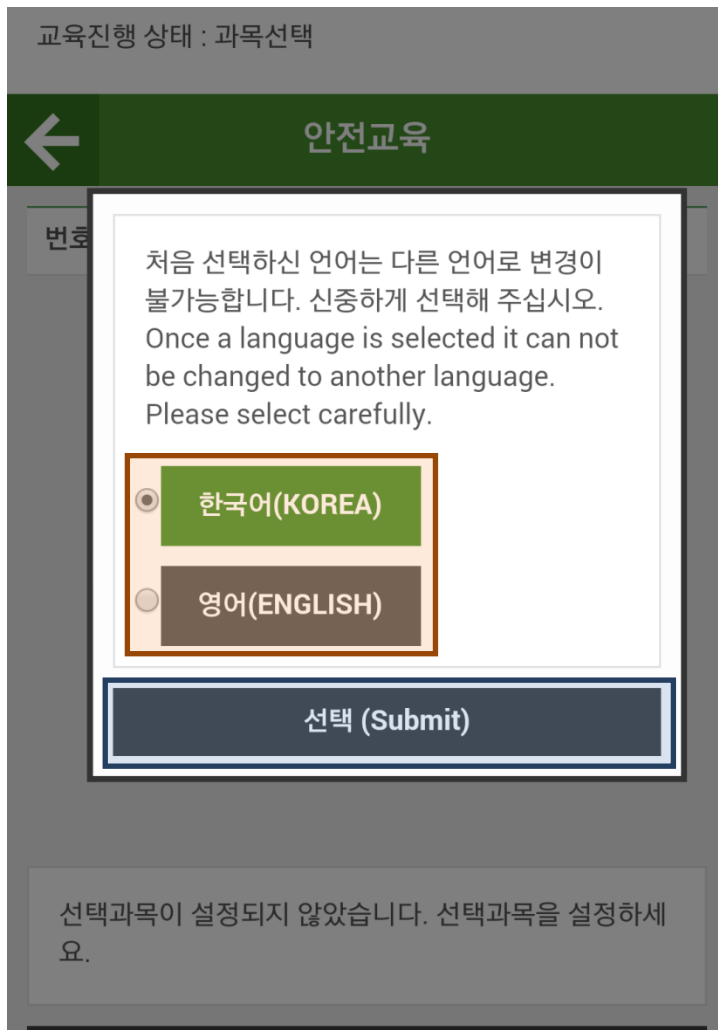 교육진행 상태 : 과목선택
안전교육
번호
처음 선택하신 언어는 다른 언어로 변경이
불가능합니다. 신중하게 선택해 주십시오.
Once a language is selected it can not
be changed to another language.
Please select carefully.
한국어(KOREA)
영어(ENGLISH)
선택 (Submit)
선택과목이 설정되지 않았습니다. 선택과목을 설정하세
요.